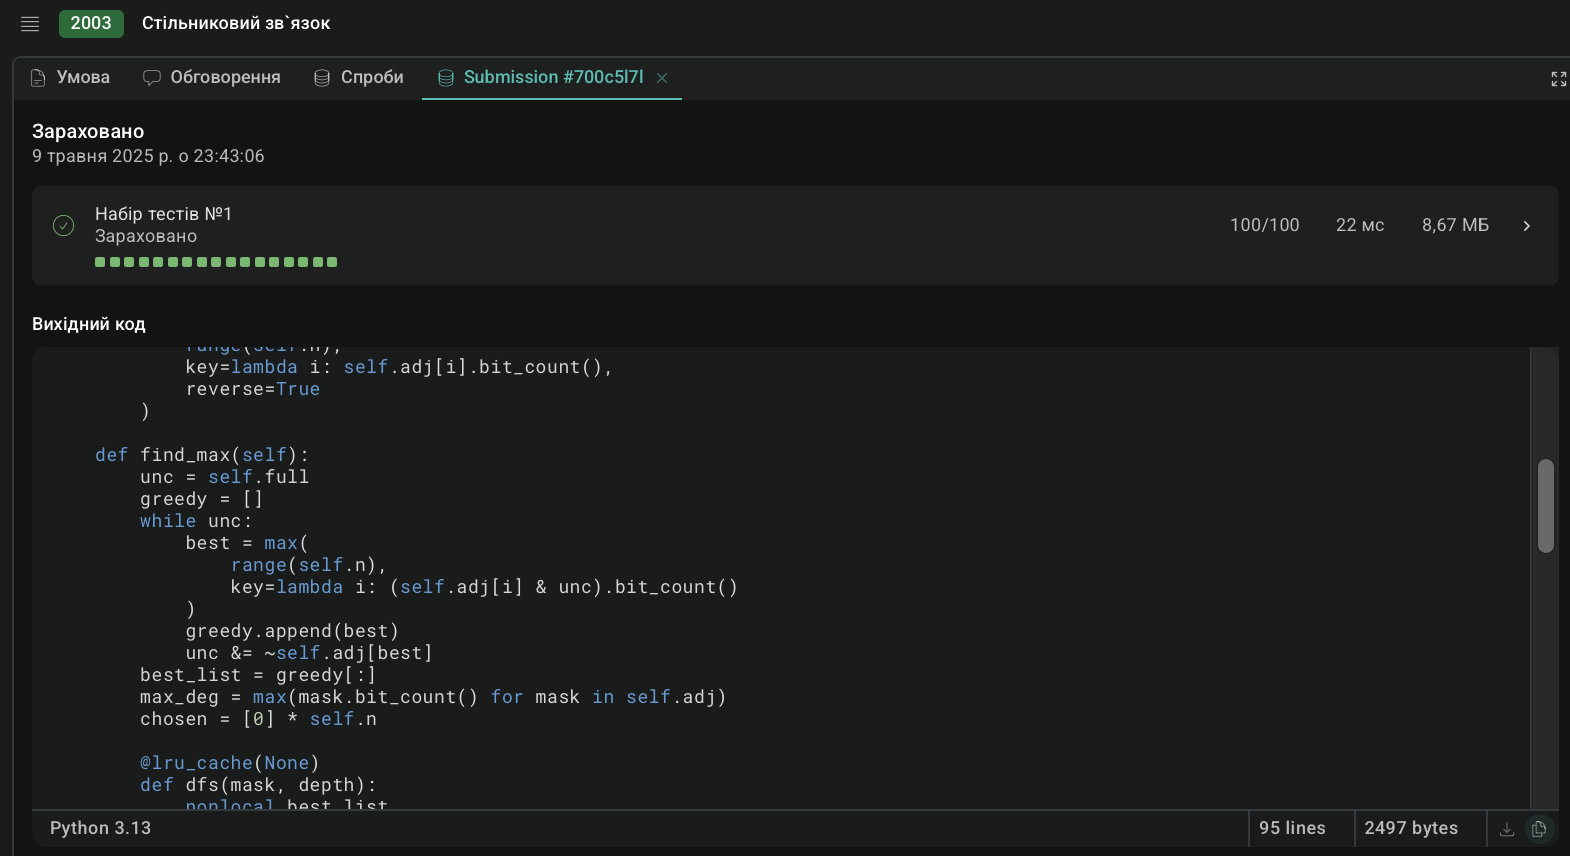 2003 Стільниковий зв`язок
Умова Обговорення Спроби Submission #700c5l7l
Зараховано
9 травня 2025 р. о 23:43:06
Набір тестів №1
Зараховано
100/100 22 мс 8,67 МБ
Вихідний код
range(self.n),
key=lambda i: self.adj[i].bit_count(),
reverse=True
)
def find_max(self):
unc = self.full
greedy = []
while unc:
best = max(
range(self.n),
key=lambda i: (self.adj[i] & unc).bit_count()
)
greedy.append(best)
unc &= ~self.adj[best]
best_list = greedy[:]
max_deg = max(mask.bit_count() for mask in self.adj)
chosen = [0] * self.n
@lru_cache(None)
def dfs(mask, depth):
nonlocal best_list
Python 3.13 95 lines 2497 bytes